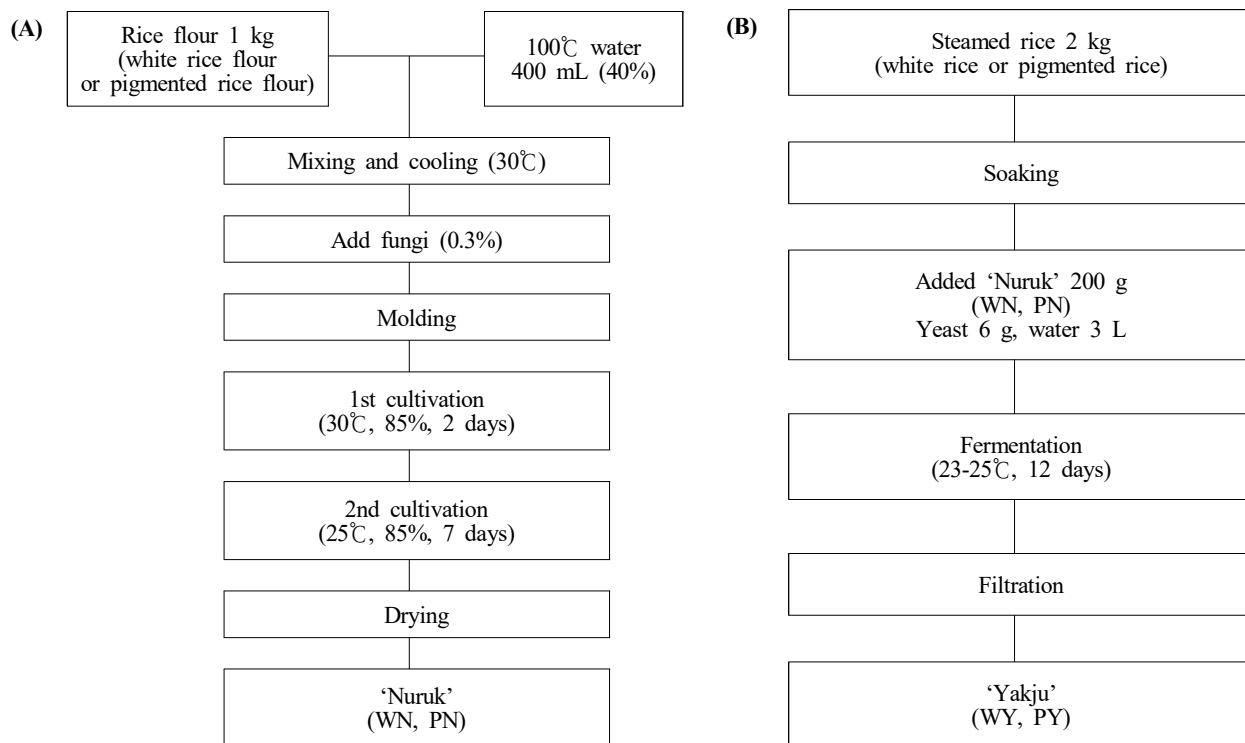 (A)
Rice flour 1 kg
(white rice flour
or pigmented rice flour)
100℃ water
400 mL (40%)
Mixing and cooling (30℃)
Add fungi (0.3%)
Molding
1st cultivation
(30℃, 85%, 2 days)
2nd cultivation
(25℃, 85%, 7 days)
Drying
‘Nuruk’
(WN, PN)
(B)
Steamed rice 2 kg
(white rice or pigmented rice)
Soaking
Added ‘Nuruk’ 200 g
(WN, PN)
Yeast 6 g, water 3 L
Fermentation
(23-25℃, 12 days)
Filtration
‘Yakju’
(WY, PY)